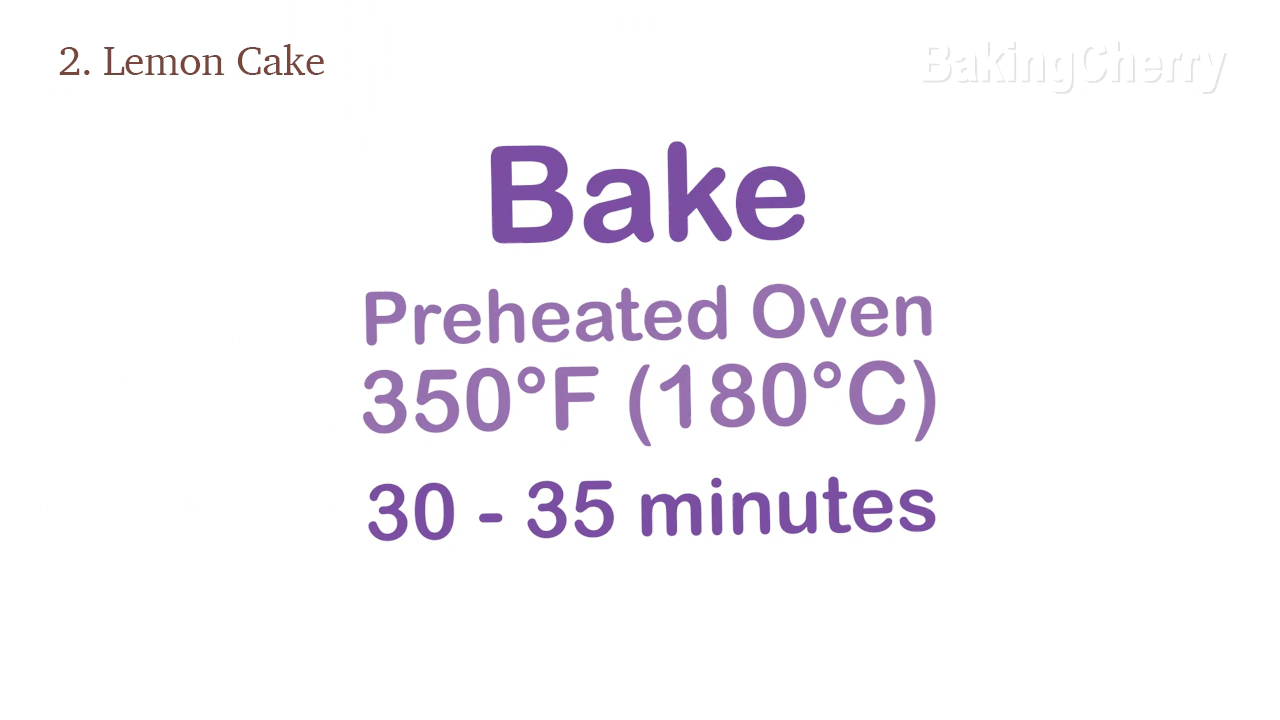 2. Lemon Cake
BakingCherry
Bake
Preheated Oven
350°F (180°C)
30 - 35 minutes